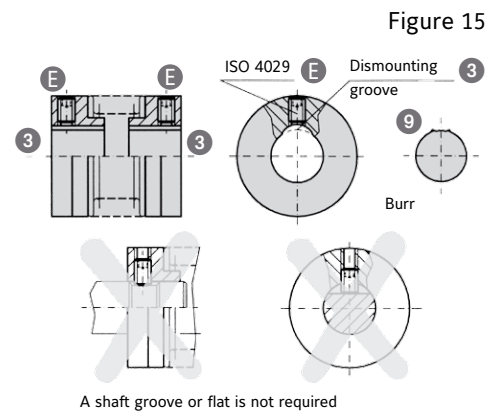 Figure 15
E
E
ISO 4029 E
Dismounting 3
groove
3
3
9
Burr
A shaft groove or flat is not required